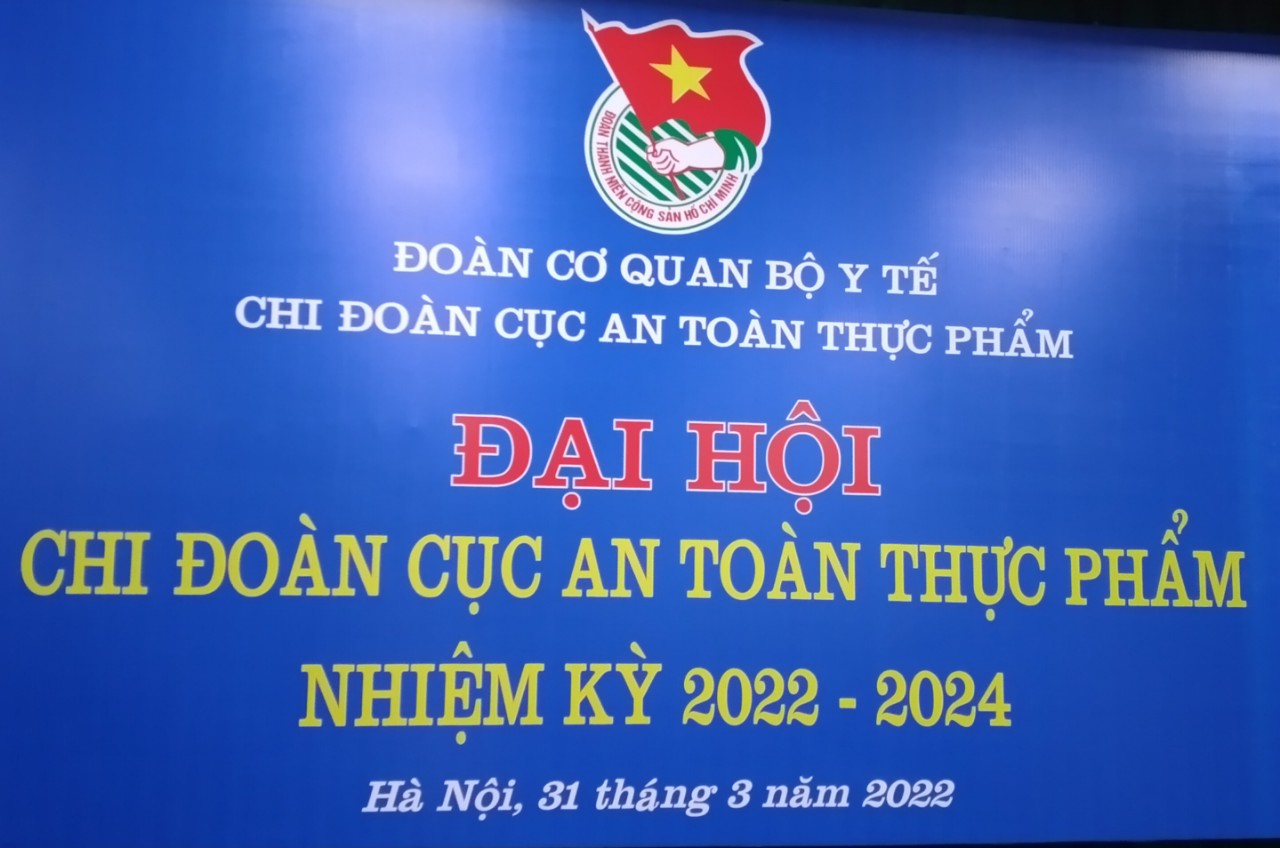 ĐOÀN THANH NIÊN CỘNG SẢN HỒ CHÍ MINH
ĐOÀN CƠ QUAN BỘ Y TẾ
CHI ĐOÀN CỤC AN TOÀN THỰC PHẨM
ĐẠI HỘI
CHI ĐOÀN CỤC AN TOÀN THỰC PHẨM
NHIỆM KỲ 2022 - 2024
Hà Nội, 31 tháng 3 năm 2022